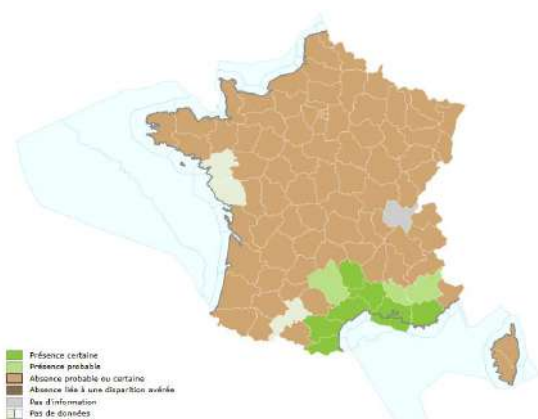 Présence certaine
Présence probable
Absence probable ou certaine
Absence liée à une disparition avérée
Pas d'information
Pas de données